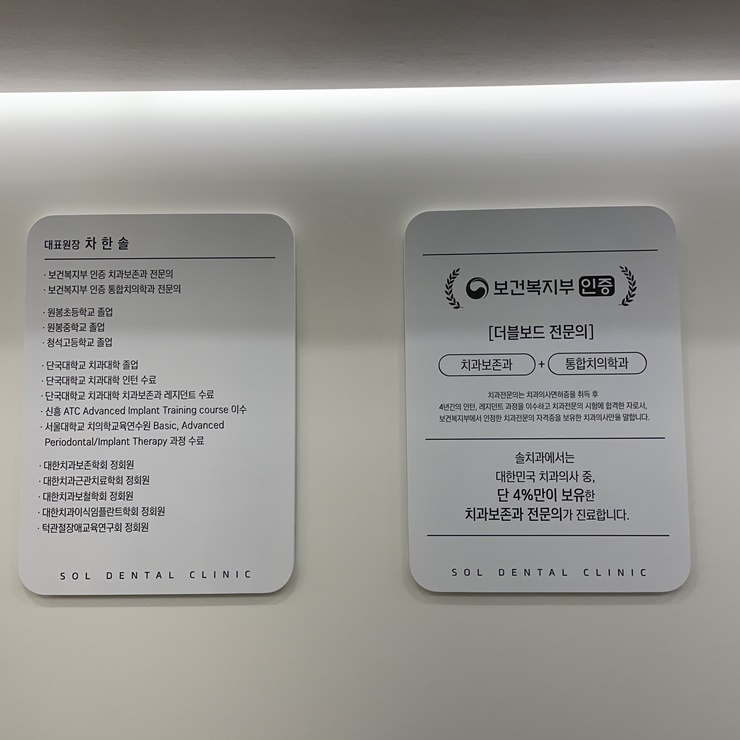 대표원장 차한솔
· 보건복지부 인증 치과보존과 전문의
· 보건복지부 인증 통합치의학과 전문의
· 원봉초등학교 졸업
· 원봉중학교 졸업
· 청석고등학교 졸업
· 단국대학교 치과대학 졸업
· 단국대학교 치과대학 인턴 수료
· 단국대학교 치과대학 치과보존과 레지던트 수료
· 신흥 ATC Advanced Implant Training course 이수
· 서울대학교 치의학교육연수원 Basic, Advanced
Periodontal/Implant Therapy 과정 수료
· 대한치과보존학회 정회원
· 대한치과근관치료학회 정회원
· 대한치과보철학회 정회원
· 대한치과이식임플란트학회 정회원
· 턱관절장애교육연구회 정회원
SOL DENTAL CLINIC
보건복지부 인증
[더블보드 전문의]
치과보존과 + 통합치의학과
치과전문의는 치과의사면허증을 취득 후
4년간의 인턴, 레지던트 과정을 이수하고 치과전문의 시험에 합격한 자로서,
보건복지부에서 인정한 치과전문의 자격증을 보유한 치과의사만을 말합니다.
솔치과에서는
대한민국 치과의사 중,
단 4%만이 보유한
치과보존과 전문의가 진료합니다.
SOL DENTAL CLINIC